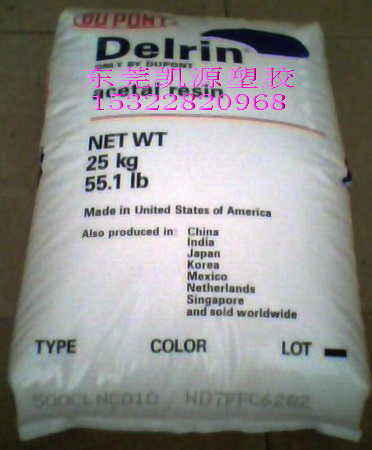 DU PONT
Delrin®
ONLY BY DUPONT
东莞凯源塑胶
acetal resin
15322820968
NET WT
25 kg
55.1 lb
Made in United States of America
Also produced in: China
India
Japan
Korea
Mexico
Netherlands
Singapore
and sold worldwide
TYPE COLOR LOT
500CLNC010 ND7FFC6282